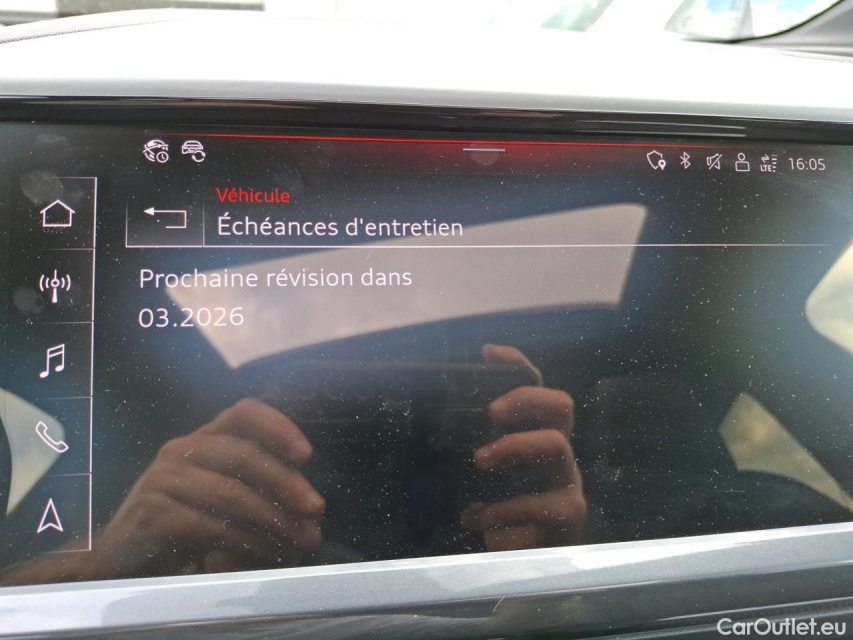 LTE 16:05
Véhicule
Échéances d'entretien
Prochaine révision dans
03.2026
CarOutlet.eu